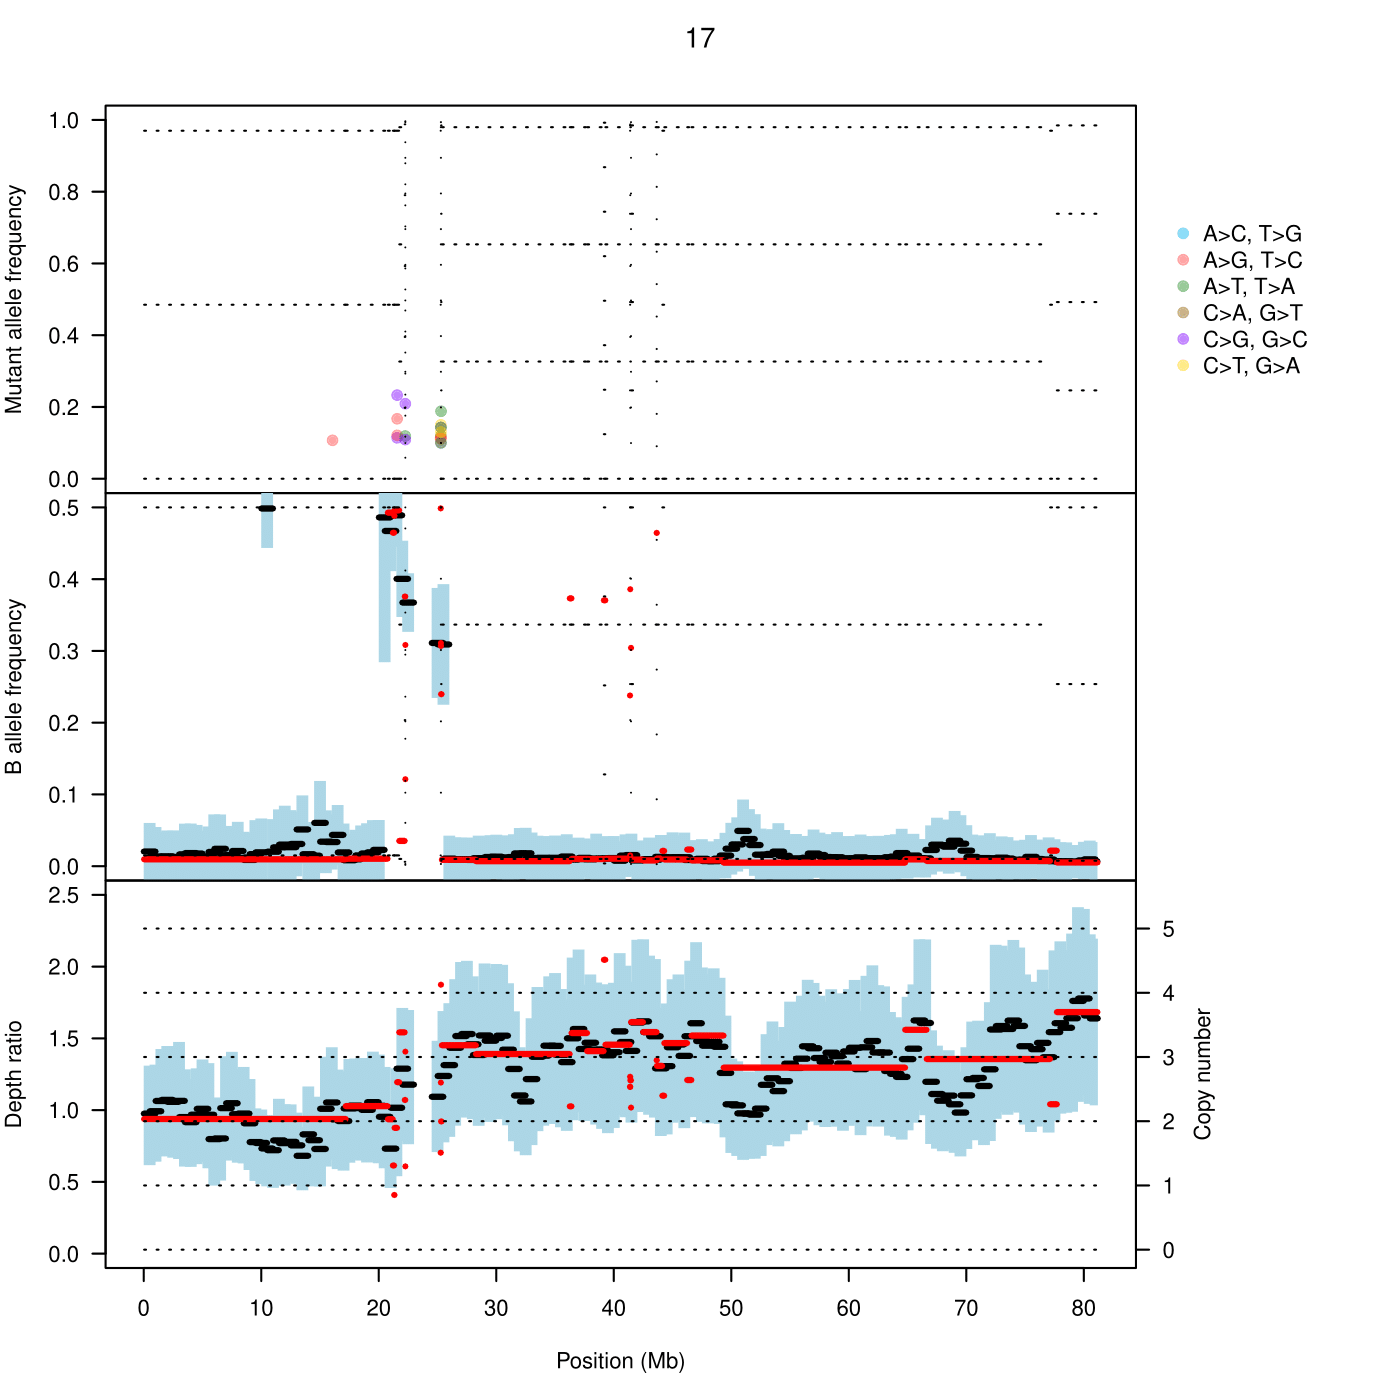 17
Mutant allele frequency
1.0
0.8
0.6
0.4
0.2
0.0
A>C, T>G
A>G, T>C
A>T, T>A
C>A, G>T
C>G, G>C
C>T, G>A
B allele frequency
0.5
0.4
0.3
0.2
0.1
0.0
Depth ratio
2.5
2.0
1.5
1.0
0.5
0.0
5
4
3
2
1
0
Copy number
0 10 20 30 40 50 60 70 80
Position (Mb)